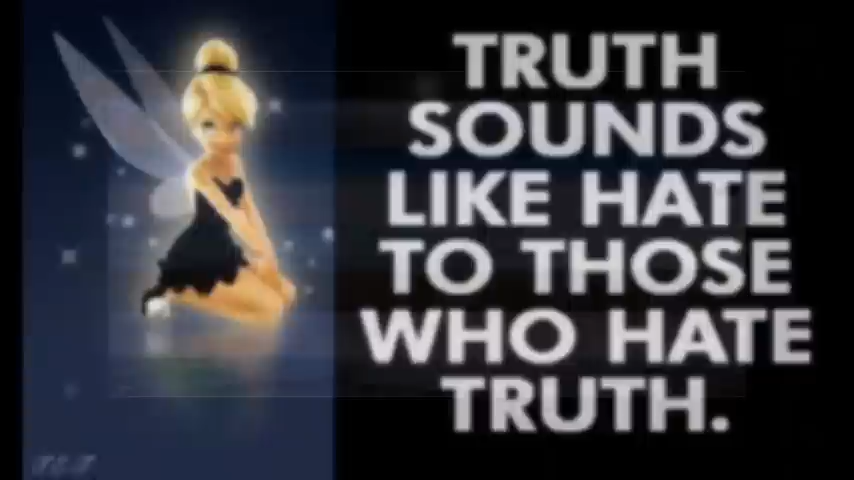 TRUTH
SOUNDS
LIKE HATE
TO THOSE
WHO HATE
TRUTH.